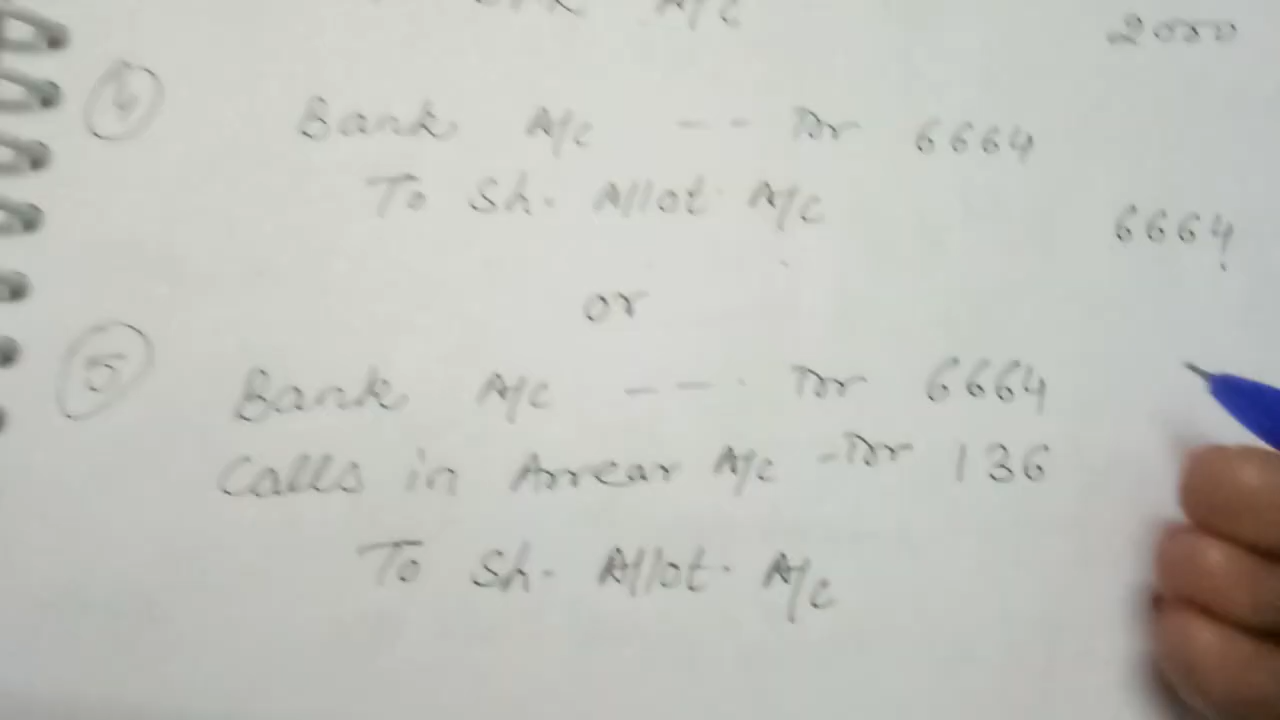 A/c
2000
4 Bank A/c -- Dr 6664
To Sh. Allot. A/c
6664
or
5 Bank A/c -- Dr 6664
Calls in Arrear A/c - Dr 136
To Sh. Allot. A/c